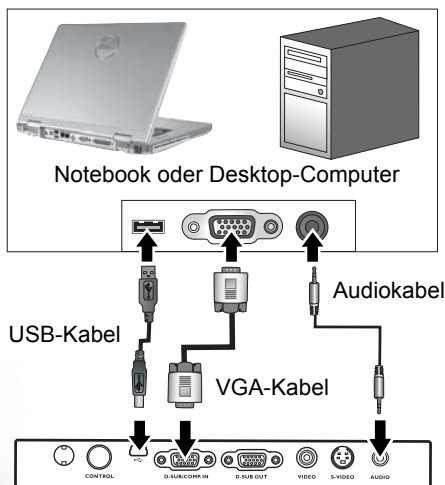 Notebook oder Desktop-Computer
Audiokabel
USB-Kabel
VGA-Kabel
CONTROL
D-SUB/COMP. IN
D-SUB OUT
VIDEO
S-VIDEO
AUDIO